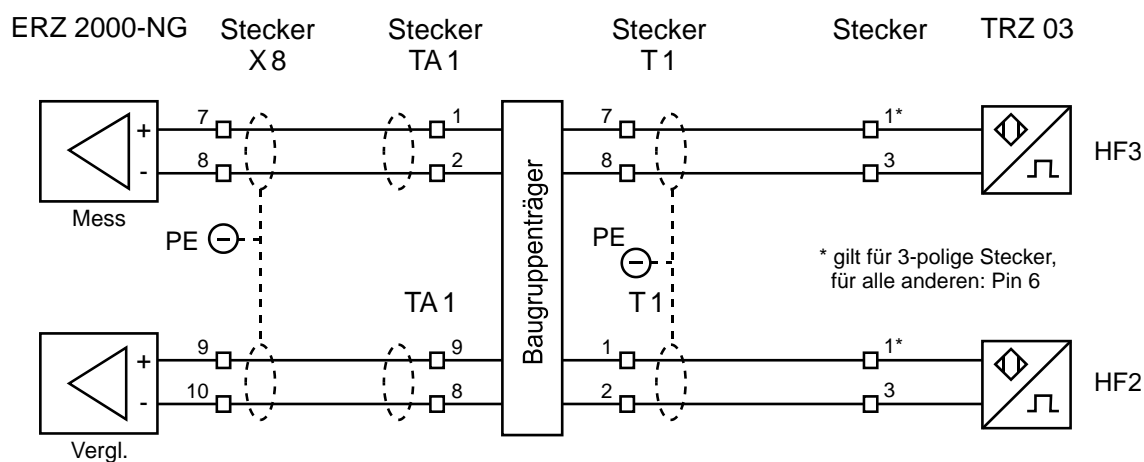 ERZ 2000-NG
Stecker
X 8
Stecker
TA 1
Stecker
T 1
Stecker
TRZ 03
7
1
7
1*
+
8
2
8
3
-
HF3
Mess
Baugruppenträger
PE
PE
* gilt für 3-polige Stecker,
für alle anderen: Pin 6
TA 1
T 1
9
9
1
1*
+
10
8
2
3
-
HF2
Vergl.